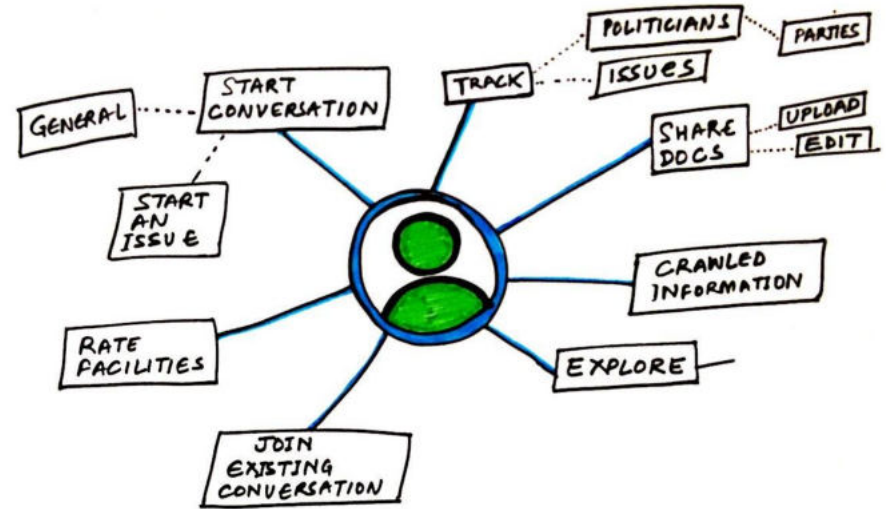 POLITICIANS
PARTIES
START
CONVERSATION
TRACK
ISSUES
GENERAL
SHARE
DOCS
UPLOAD
EDIT
START
AN
ISSUE
CRAWLED
INFORMATION
RATE
FACILITIES
EXPLORE
JOIN
EXISTING
CONVERSATION